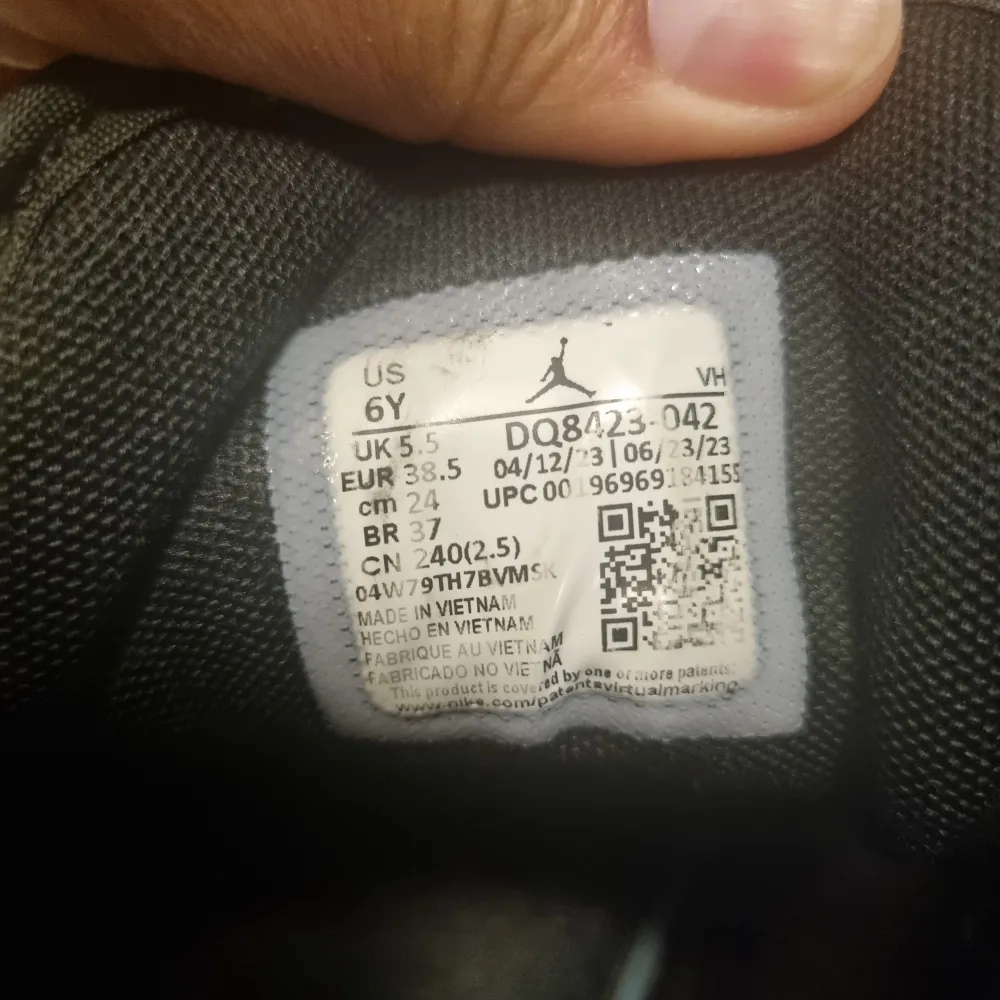 US
6Y
VH
UK 5.5
DQ8423-042
EUR 38.5
04/12/23 | 06/23/23
cm 24
UPC 00196969184155
BR 37
CN 240(2.5)
04W79TH7BVMSK
MADE IN VIETNAM
HECHO EN VIETNAM
FABRIQUE AU VIETNAM
FABRICADO NO VIETNÃ
This product is covered by one or more patents:
www.nike.com/patentsvirtualmarking